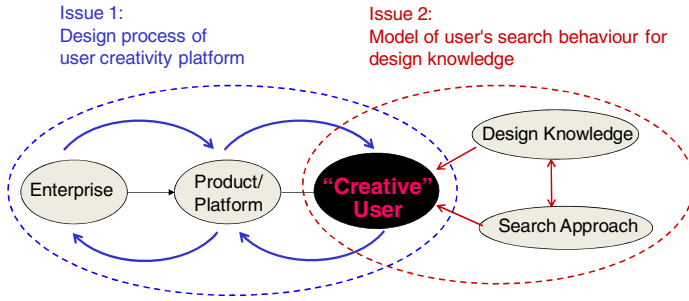 Issue 1:
Design process of
user creativity platform
Issue 2:
Model of user's search behaviour for
design knowledge
Enterprise
Product/
Platform
“Creative”
User
Design Knowledge
Search Approach